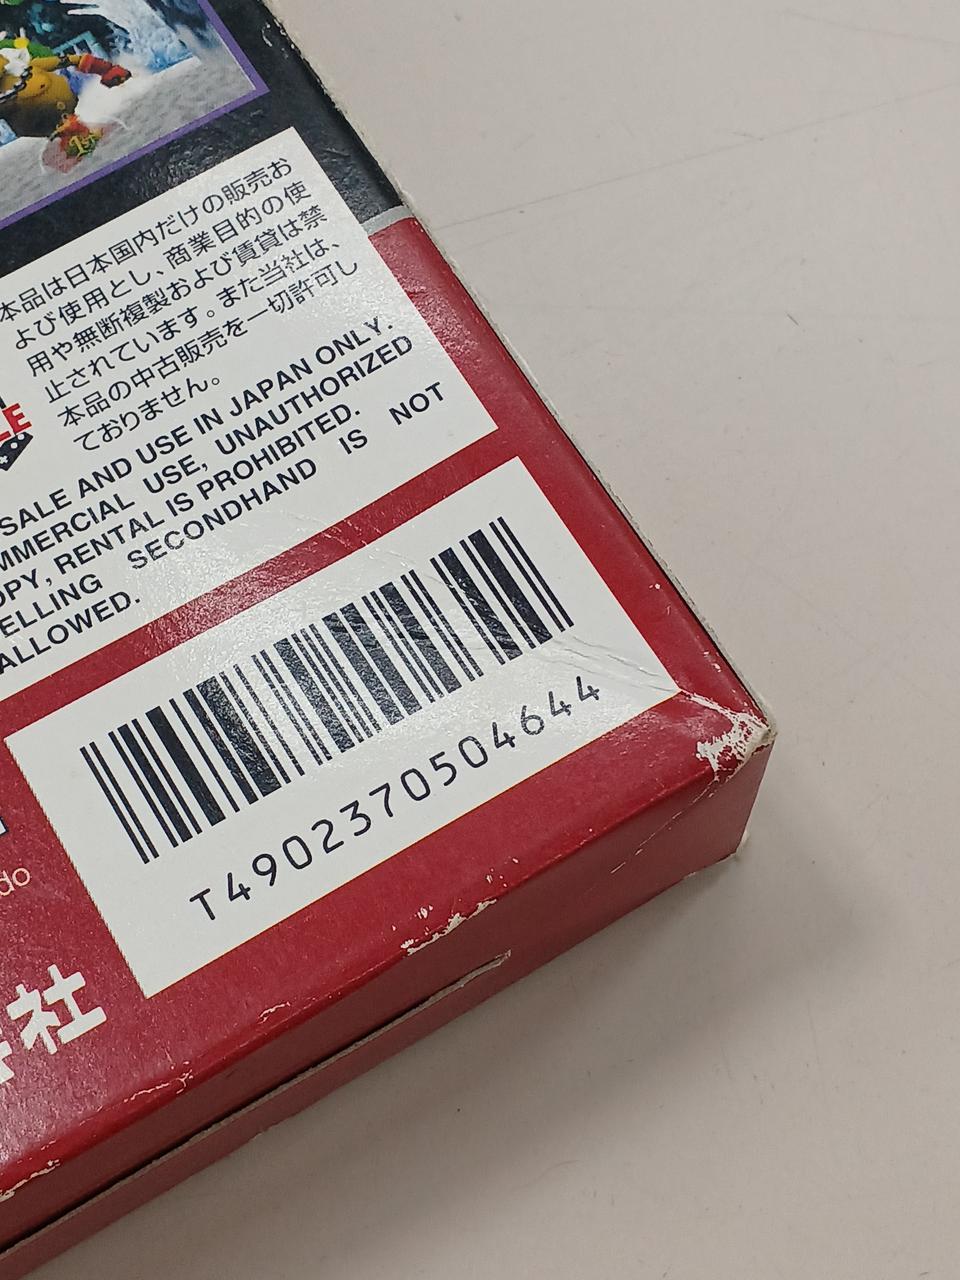 本品は日本国内だけの販売お
よび使用とし、商業目的の使
用や無断複製および賃貸は禁
止されています。また当社は、
本品の中古販売を一切許可し
ておりません。
SALE AND USE IN JAPAN ONLY.
MMERCIAL USE, UNAUTHORIZED
OPY, RENTAL IS PROHIBITED.
ELLING SECONDHAND IS NOT
ALLOWED.
T4902370504644
do
社